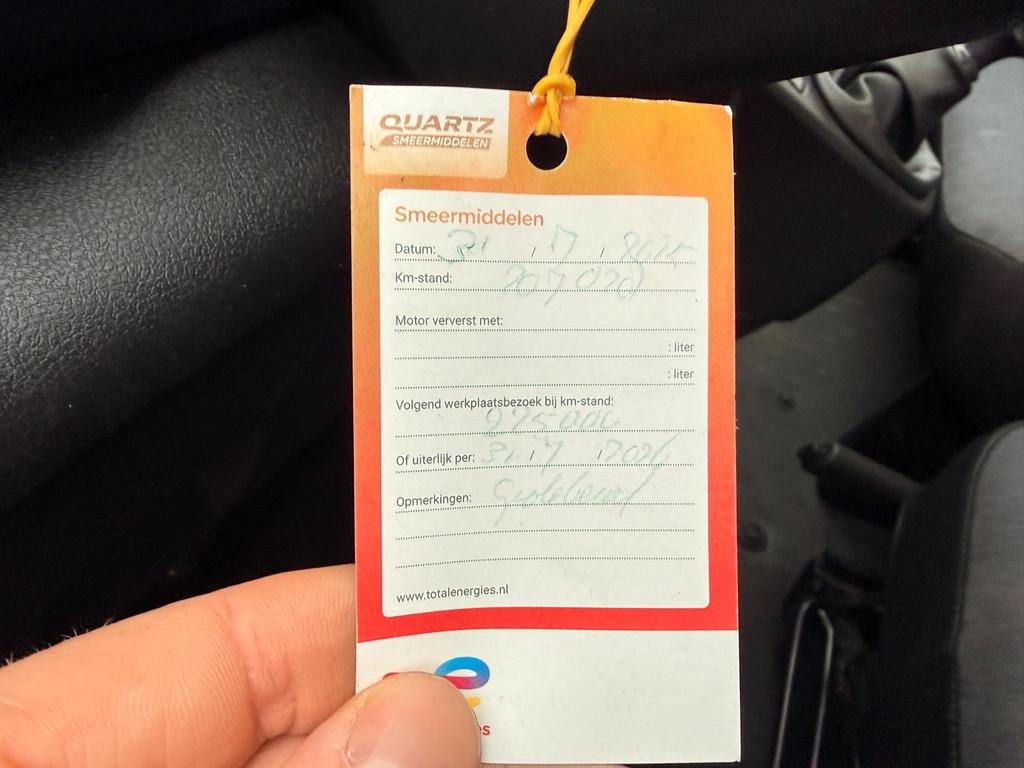 QUARTZ
SMEERMIDDELEN
Smeermiddelen
Datum: 31 / 7 / 2025
Km-stand: 207020
Motor ververst met:
: liter
: liter
Volgend werkplaatsbezoek bij km-stand:
225000
Of uiterlijk per: 31 / 7 / 2026
Opmerkingen:
www.totalenergies.nl
es